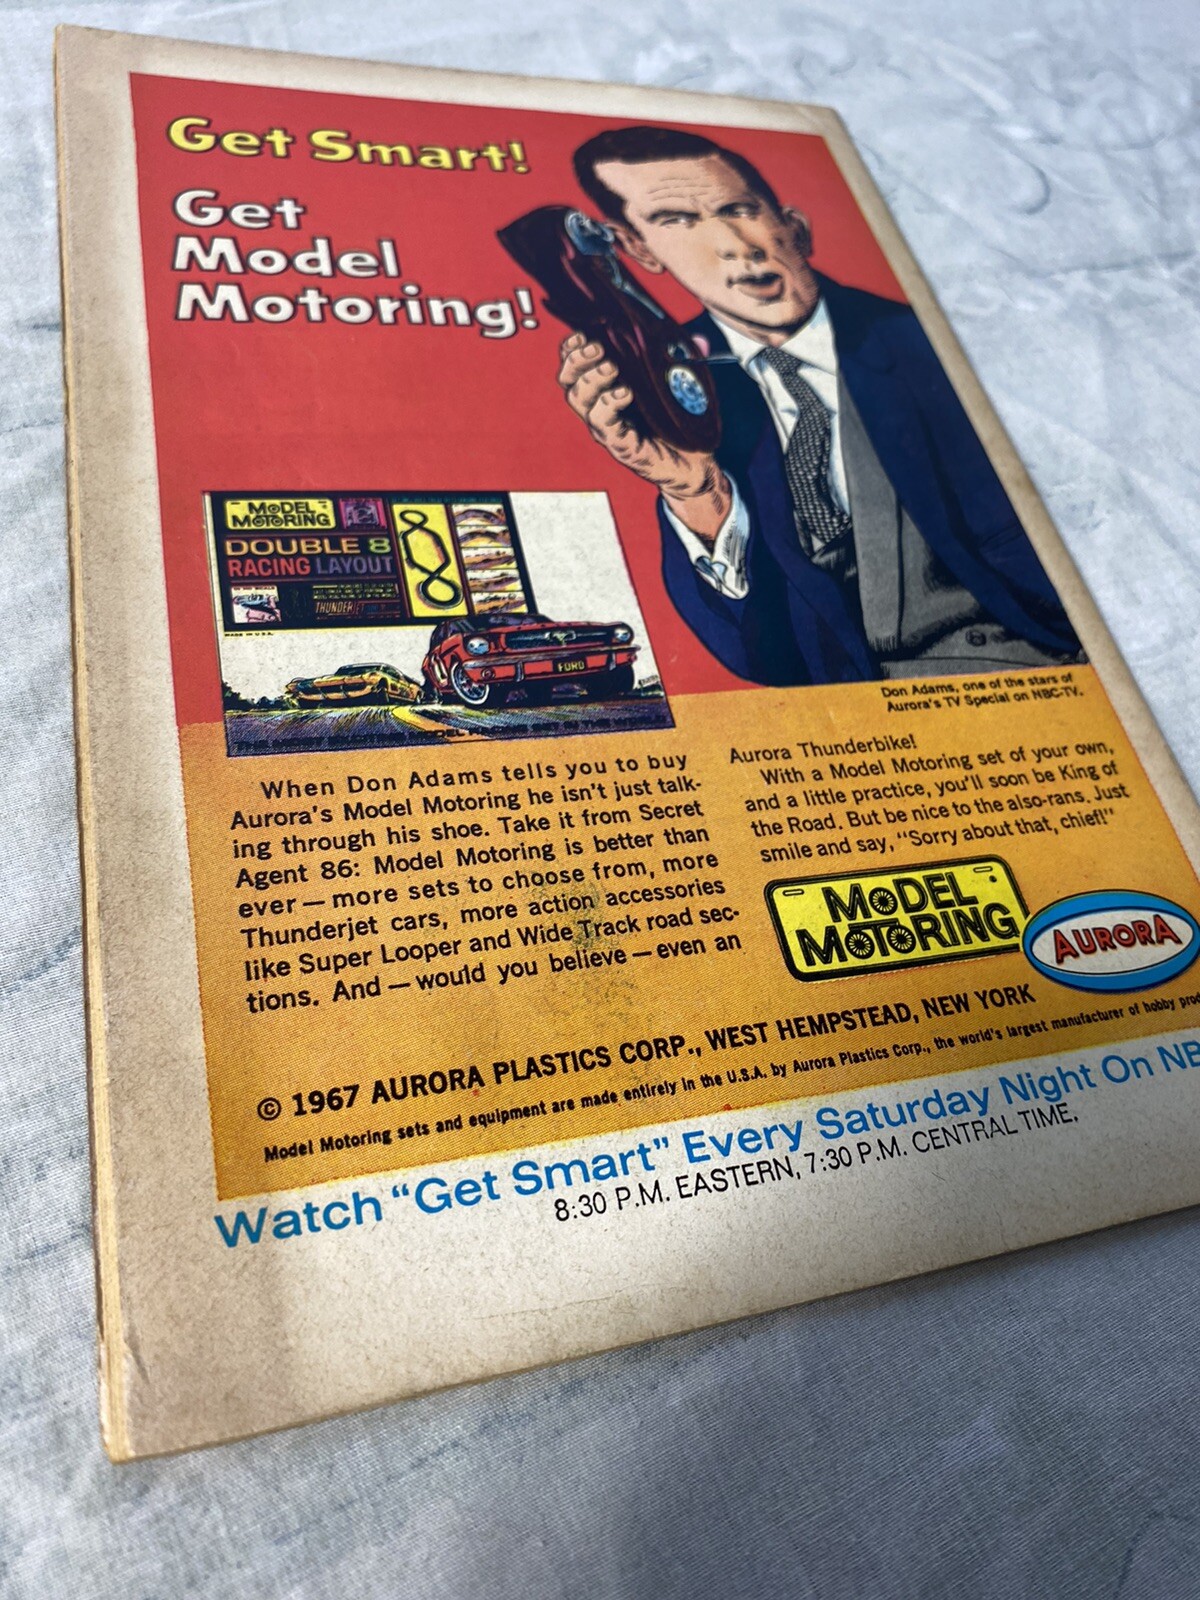 Get Smart!
Get
Model
Motoring!
MODEL
MOTORING
DOUBLE 8
RACING LAYOUT
THUNDERJET
MADE IN U.S.A.
FORD
Don Adams, one of the stars of
Aurora's TV Special on NBC-TV.
When Don Adams tells you to buy
Aurora's Model Motoring he isn't just talk-
ing through his shoe. Take it from Secret
Agent 86: Model Motoring is better than
ever — more sets to choose from, more
Thunderjet cars, more action accessories
like Super Looper and Wide Track road sec-
tions. And — would you believe — even an
Aurora Thunderbike!
With a Model Motoring set of your own,
and a little practice, you'll soon be King of
the Road. But be nice to the also-rans. Just
smile and say, "Sorry about that, chief!"
MODEL
MOTORING
AURORA
© 1967 AURORA PLASTICS CORP., WEST HEMPSTEAD, NEW YORK
Model Motoring sets and equipment are made entirely in the U.S.A. by Aurora Plastics Corp., the world's largest manufacturer of hobby
Watch "Get Smart" Every Saturday Night On
8:30 P.M. EASTERN, 7:30 P.M. CENTRAL TIME.